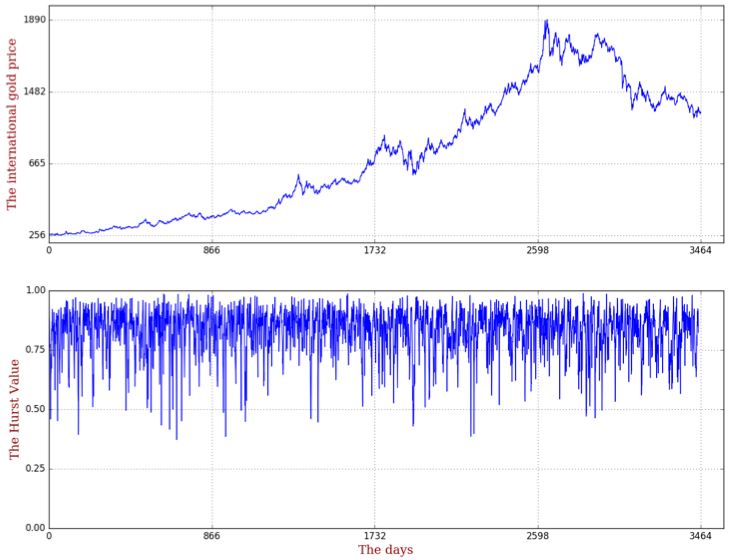 The international gold price
1890
1482
665
256
0 866 1732 2598 3464
The Hurst Value
1.00
0.75
0.50
0.25
0.00
0 866 1732 2598 3464
The days